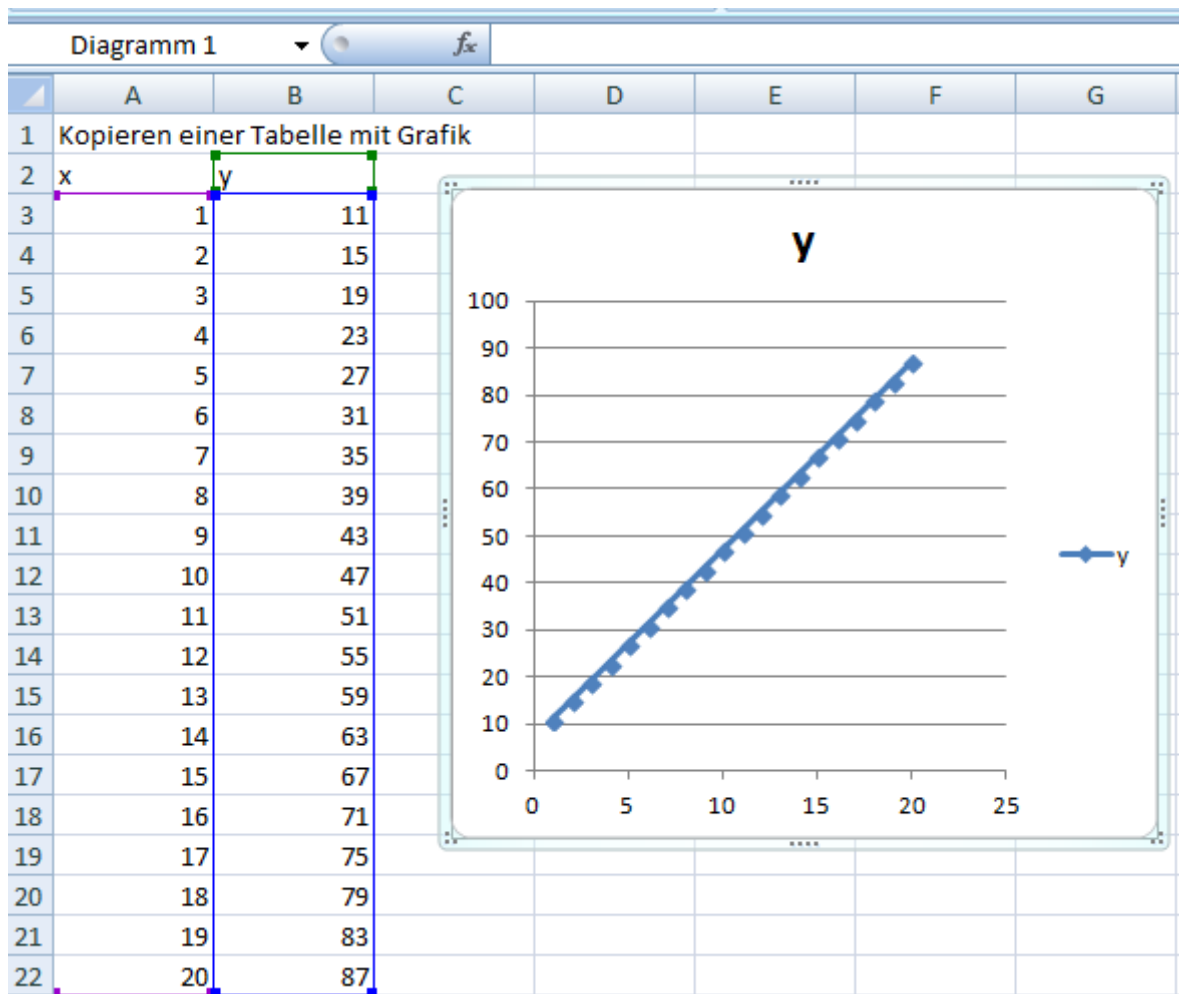 Diagramm 1 fx
A B C D E F G
1 Kopieren einer Tabelle mit Grafik
2 x y
3 1 11
4 2 15
5 3 19
6 4 23
7 5 27
8 6 31
9 7 35
10 8 39
11 9 43
12 10 47
13 11 51
14 12 55
15 13 59
16 14 63
17 15 67
18 16 71
19 17 75
20 18 79
21 19 83
22 20 87
y
100
90
80
70
60
50
40
30
20
10
0
0 5 10 15 20 25
y